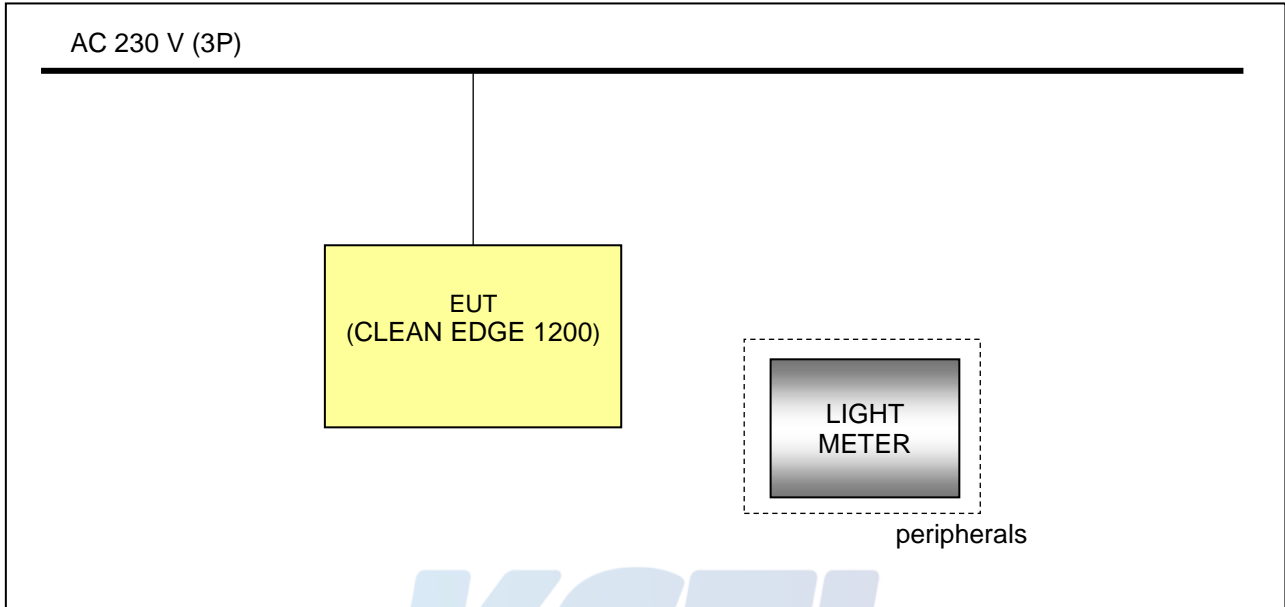 AC 230 V (3P)
EUT
(CLEAN EDGE 1200)
LIGHT
METER
peripherals